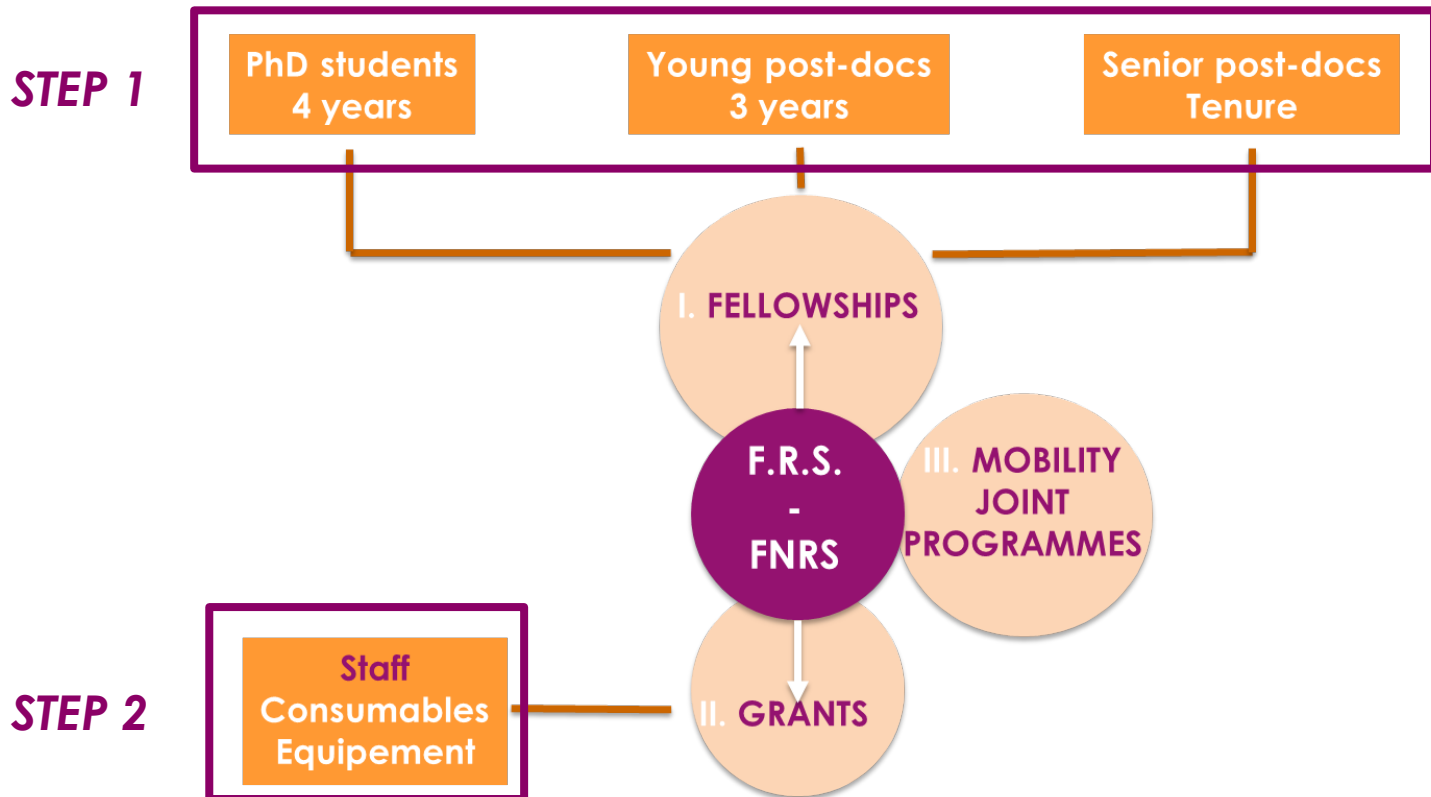 STEP 1
PhD students
4 years
Young post-docs
3 years
Senior post-docs
Tenure
I. FELLOWSHIPS
F.R.S.
-
FNRS
III. MOBILITY
JOINT
PROGRAMMES
STEP 2
Staff
Consumables
Equipement
II. GRANTS